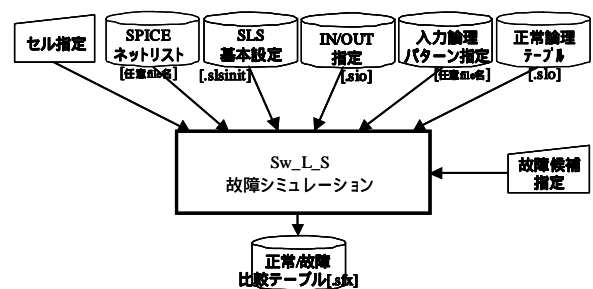 セル指定
SPICE
ネットリスト
[任意file名]
SLS
基本設定
[.slsinit]
IN/OUT
指定
[.sio]
入力論理
パターン指定
[任意file名]
正常論理
テーブル
[.slo]
Sw_L_S
故障シミュレーション
故障候補
指定
正常/故障
比較テーブル[.sfx]